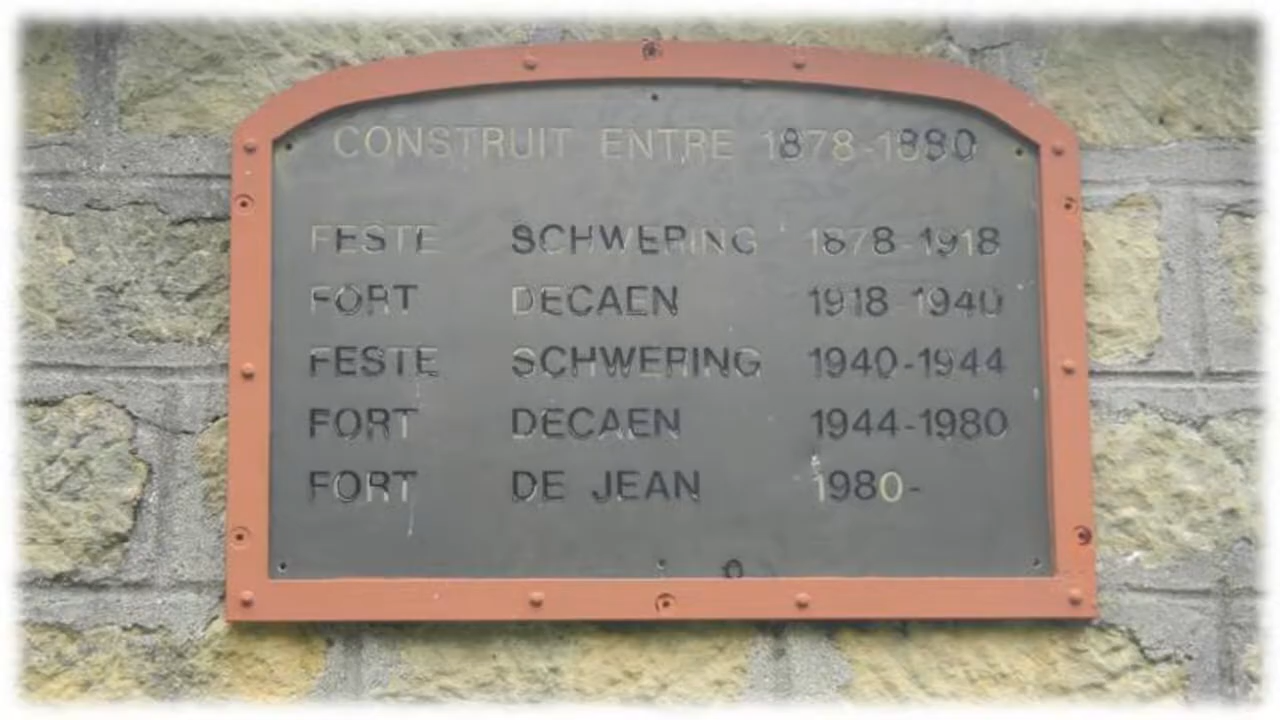 CONSTRUIT ENTRE 1878-1880
FESTE SCHWERING 1878-1918
FORT DECAEN 1918-1940
FESTE SCHWERING 1940-1944
FORT DECAEN 1944-1980
FORT DE JEAN 1980-